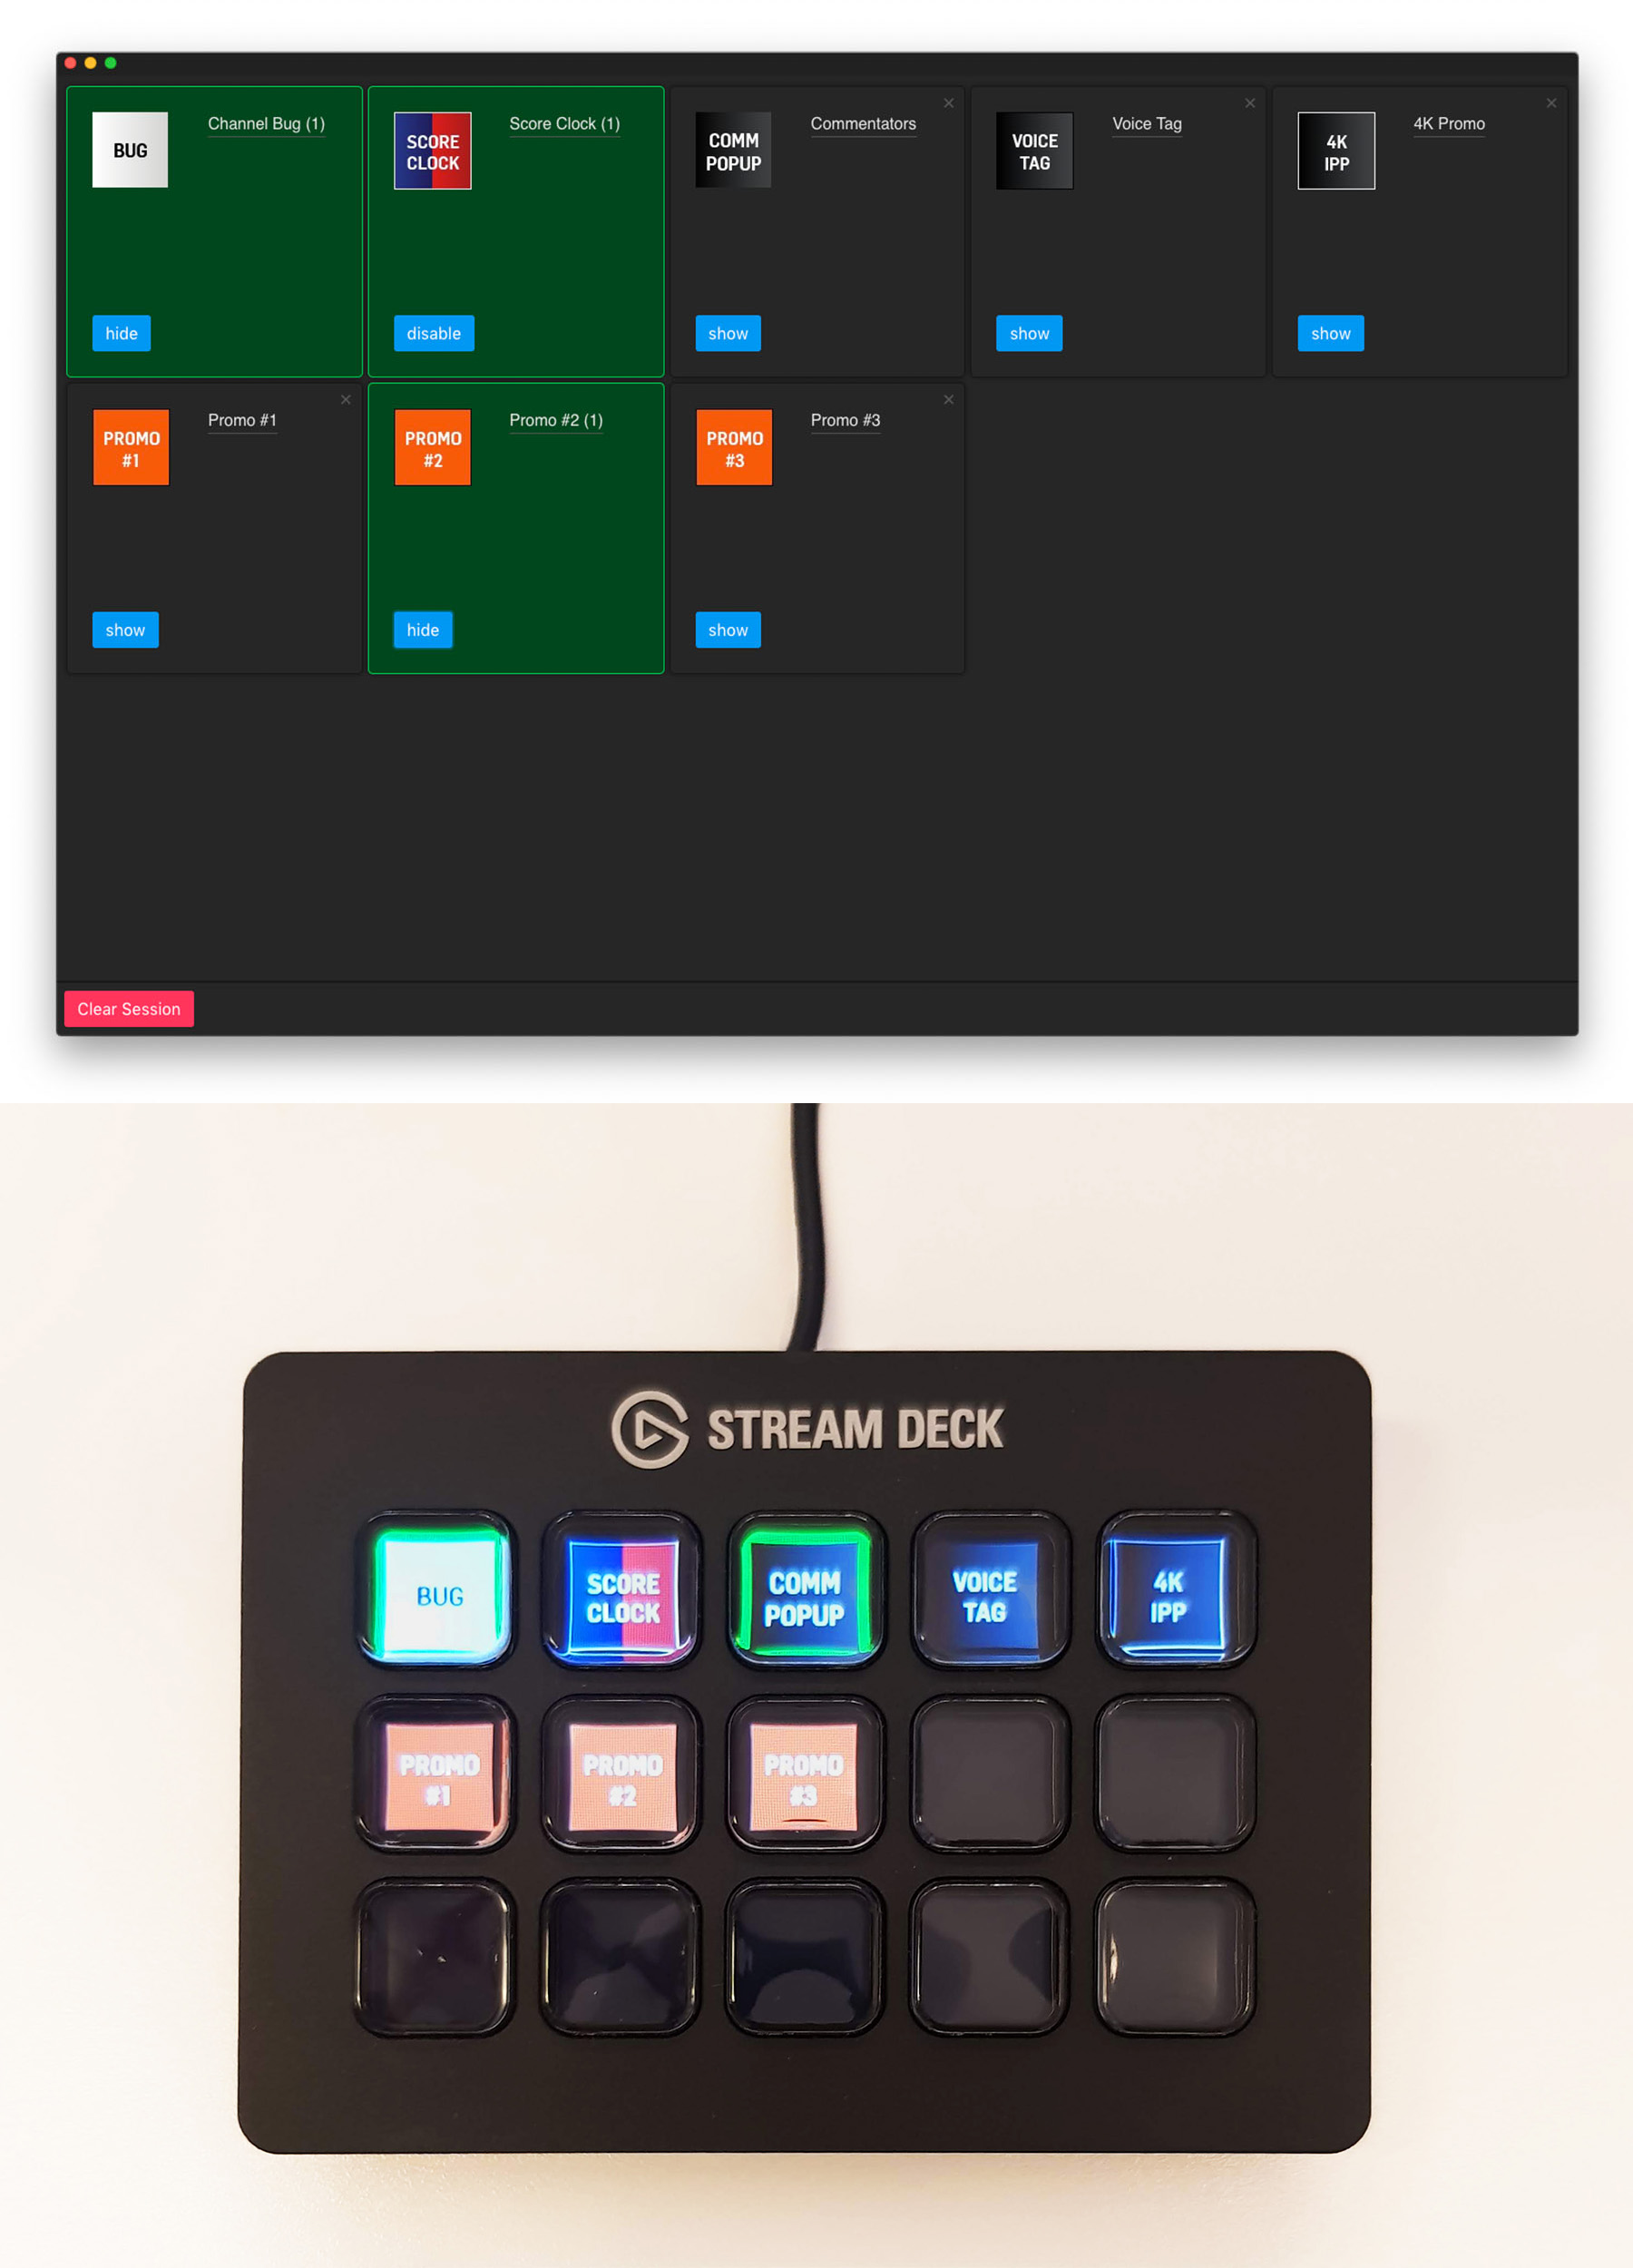 BUG
Channel Bug (1)
hide
SCORE
CLOCK
Score Clock (1)
disable
COMM
POPUP
Commentators
show
VOICE
TAG
Voice Tag
show
4K
IPP
4K Promo
show
PROMO
#1
Promo #1
show
PROMO
#2
Promo #2 (1)
hide
PROMO
#3
Promo #3
show
Clear Session
STREAM DECK
BUG
SCORE
CLOCK
COMM
POPUP
VOICE
TAG
4K
IPP
PROMO
#1
PROMO
#2
PROMO
#3